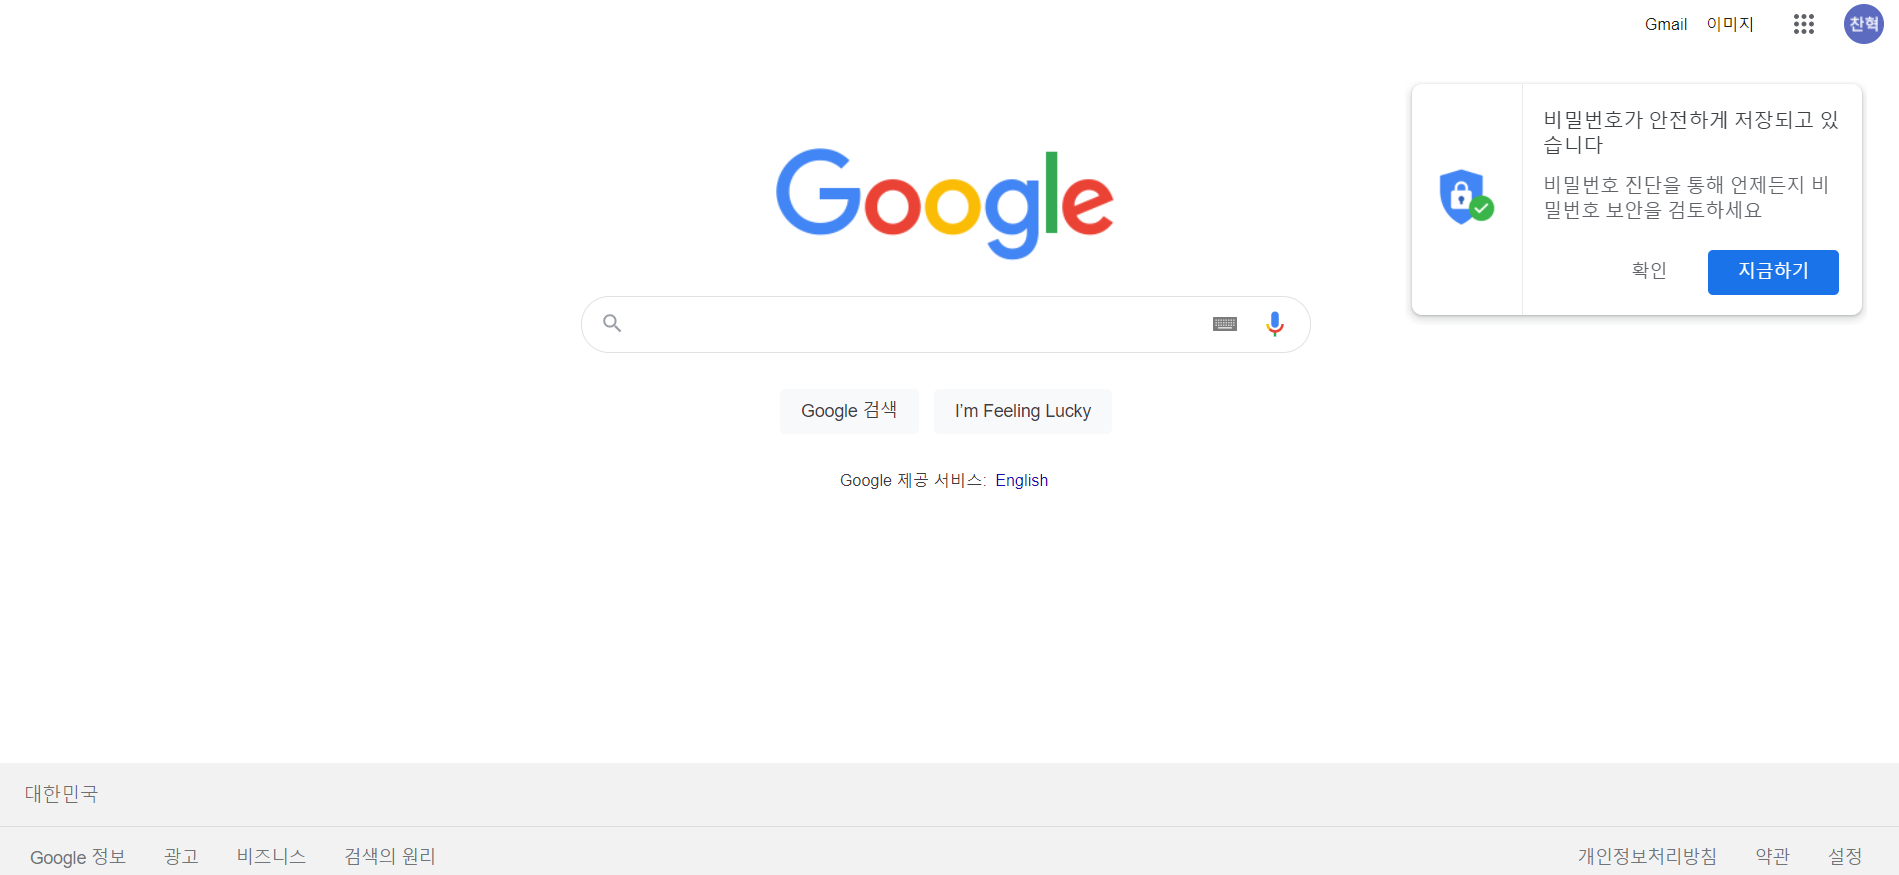 Gmail 이미지 찬혁
Google
비밀번호가 안전하게 저장되고 있
습니다
비밀번호 진단을 통해 언제든지 비
밀번호 보안을 검토하세요
확인 지금하기
Google 검색 I'm Feeling Lucky
Google 제공 서비스: English
대한민국
Google 정보 광고 비즈니스 검색의 원리 개인정보처리방침 약관 설정